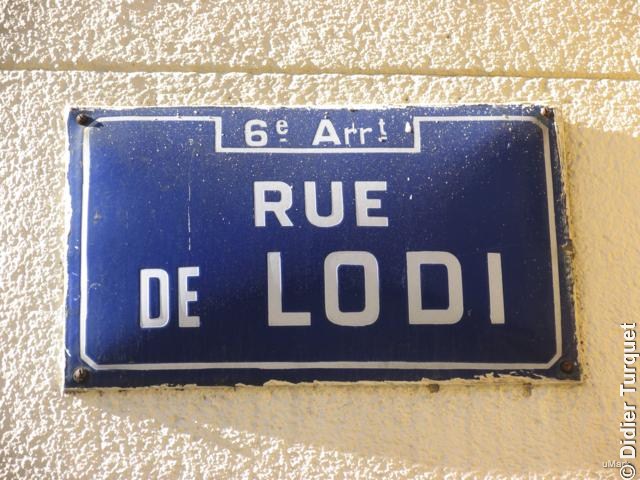 6e Arrt
RUE
DE LODI
© Didier Turquet